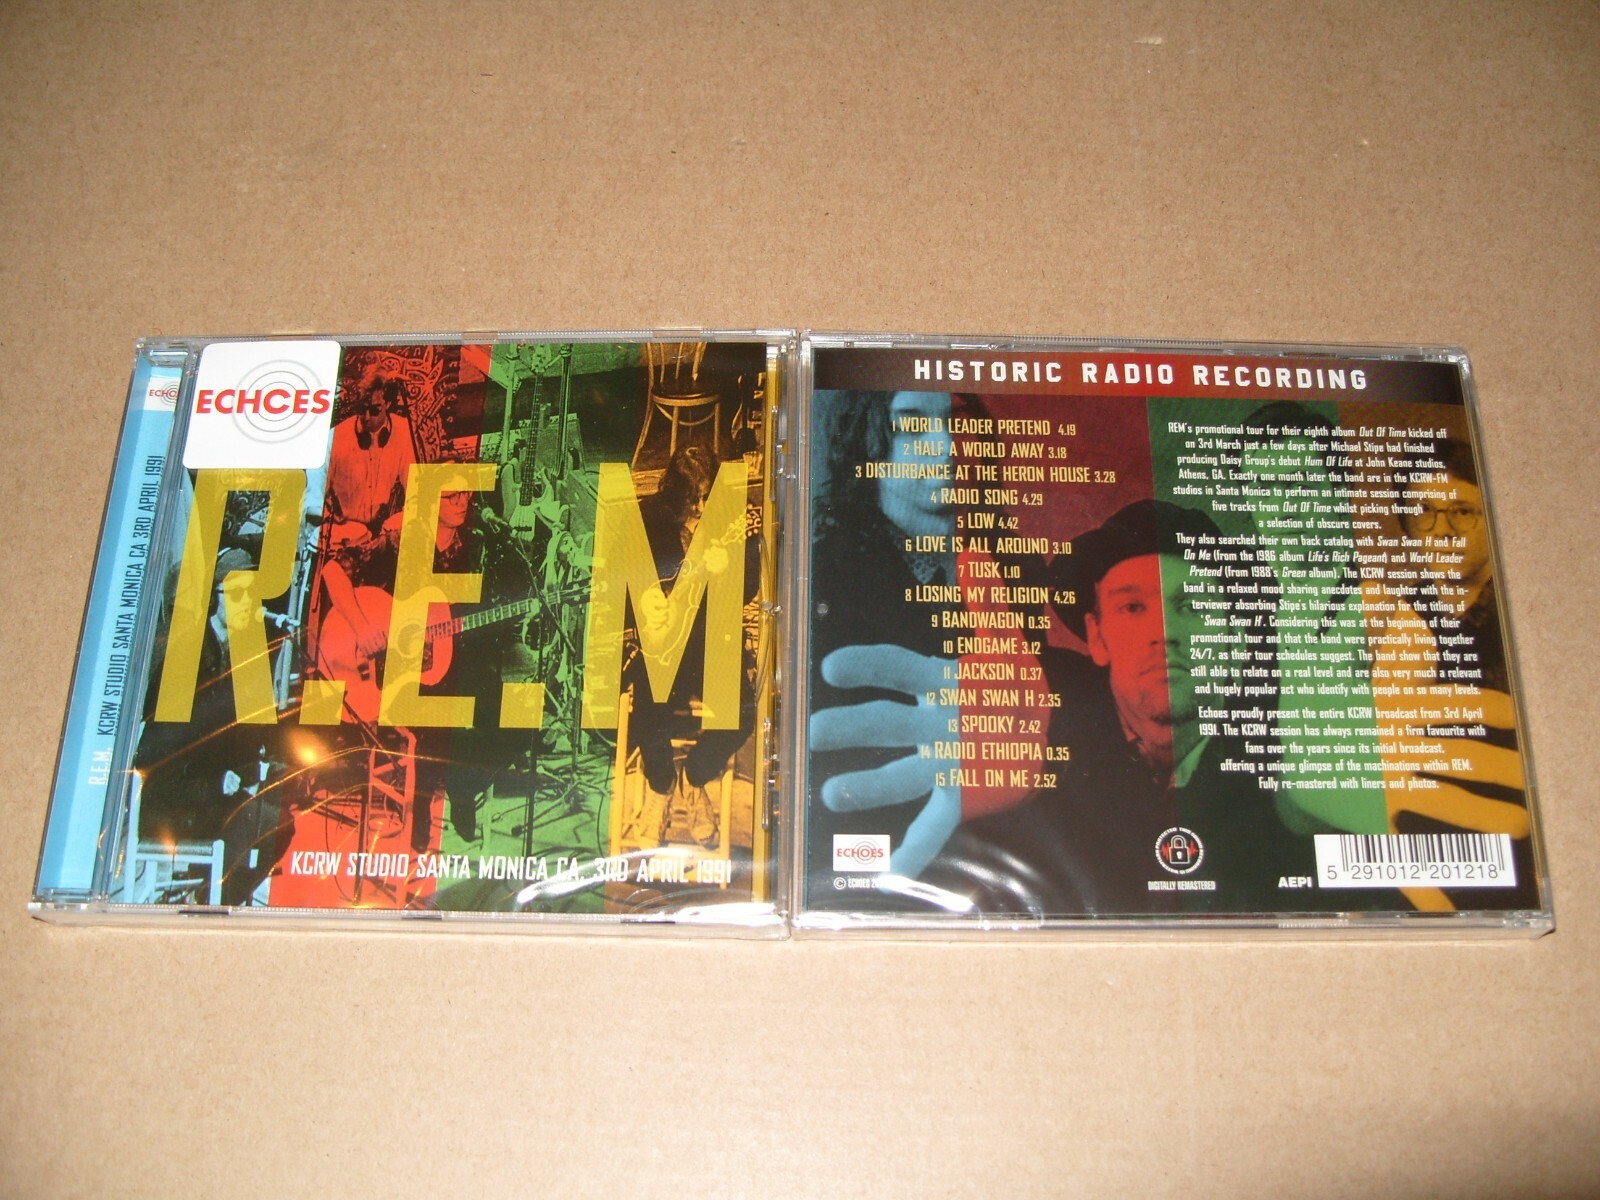 ECHOES
ECHOES
R.E.M. KCRW STUDIO SANTA MONICA CA 3RD APRIL 1991
R.E.M
KCRW STUDIO SANTA MONICA CA. 3RD APRIL 1991
HISTORIC RADIO RECORDING
1 WORLD LEADER PRETEND 4.19
2 HALF A WORLD AWAY 3.18
3 DISTURBANCE AT THE HERON HOUSE 3.28
4 RADIO SONG 4.29
5 LOW 4.42
6 LOVE IS ALL AROUND 3.10
7 TUSK 1.10
8 LOSING MY RELIGION 4.26
9 BANDWAGON 0.35
10 ENDGAME 3.12
11 JACKSON 0.37
12 SWAN SWAN H 2.35
13 SPOOKY 2.42
14 RADIO ETHIOPIA 0.35
15 FALL ON ME 2.52
REM's promotional tour for their eighth album Out Of Time kicked off
on 3rd March just a few days after Michael Stipe had finished
producing Daisy Group's debut Hum Of Life at John Keane studios,
Athens, GA. Exactly one month later the band are in the KCRW-FM
studios in Santa Monica to perform an intimate session comprising of
five tracks from Out Of Time whilst picking through
a selection of obscure covers.
They also searched their own back catalog with Swan Swan H and Fall
On Me (from the 1986 album Life's Rich Pageant) and World Leader
Pretend (from 1988's Green album). The KCRW session shows the
band in a relaxed mood sharing anecdotes and laughter with the in-
terviewer absorbing Stipe's hilarious explanation for the titling of
'Swan Swan H'. Considering this was at the beginning of their
promotional tour and that the band were practically living together
24/7, as their tour schedules suggest. The band show that they are
still able to relate on a real level and are also very much a relevant
and hugely popular act who identify with people on so many levels.
Echoes proudly present the entire KCRW broadcast from 3rd April
1991. The KCRW session has always remained a firm favourite with
fans over the years since its initial broadcast.
offering a unique glimpse of the machinations within REM.
Fully re-mastered with liners and photos.
ECHOES
© ECHOES
DIGITALLY REMASTERED
AEPI
5 291012 201218